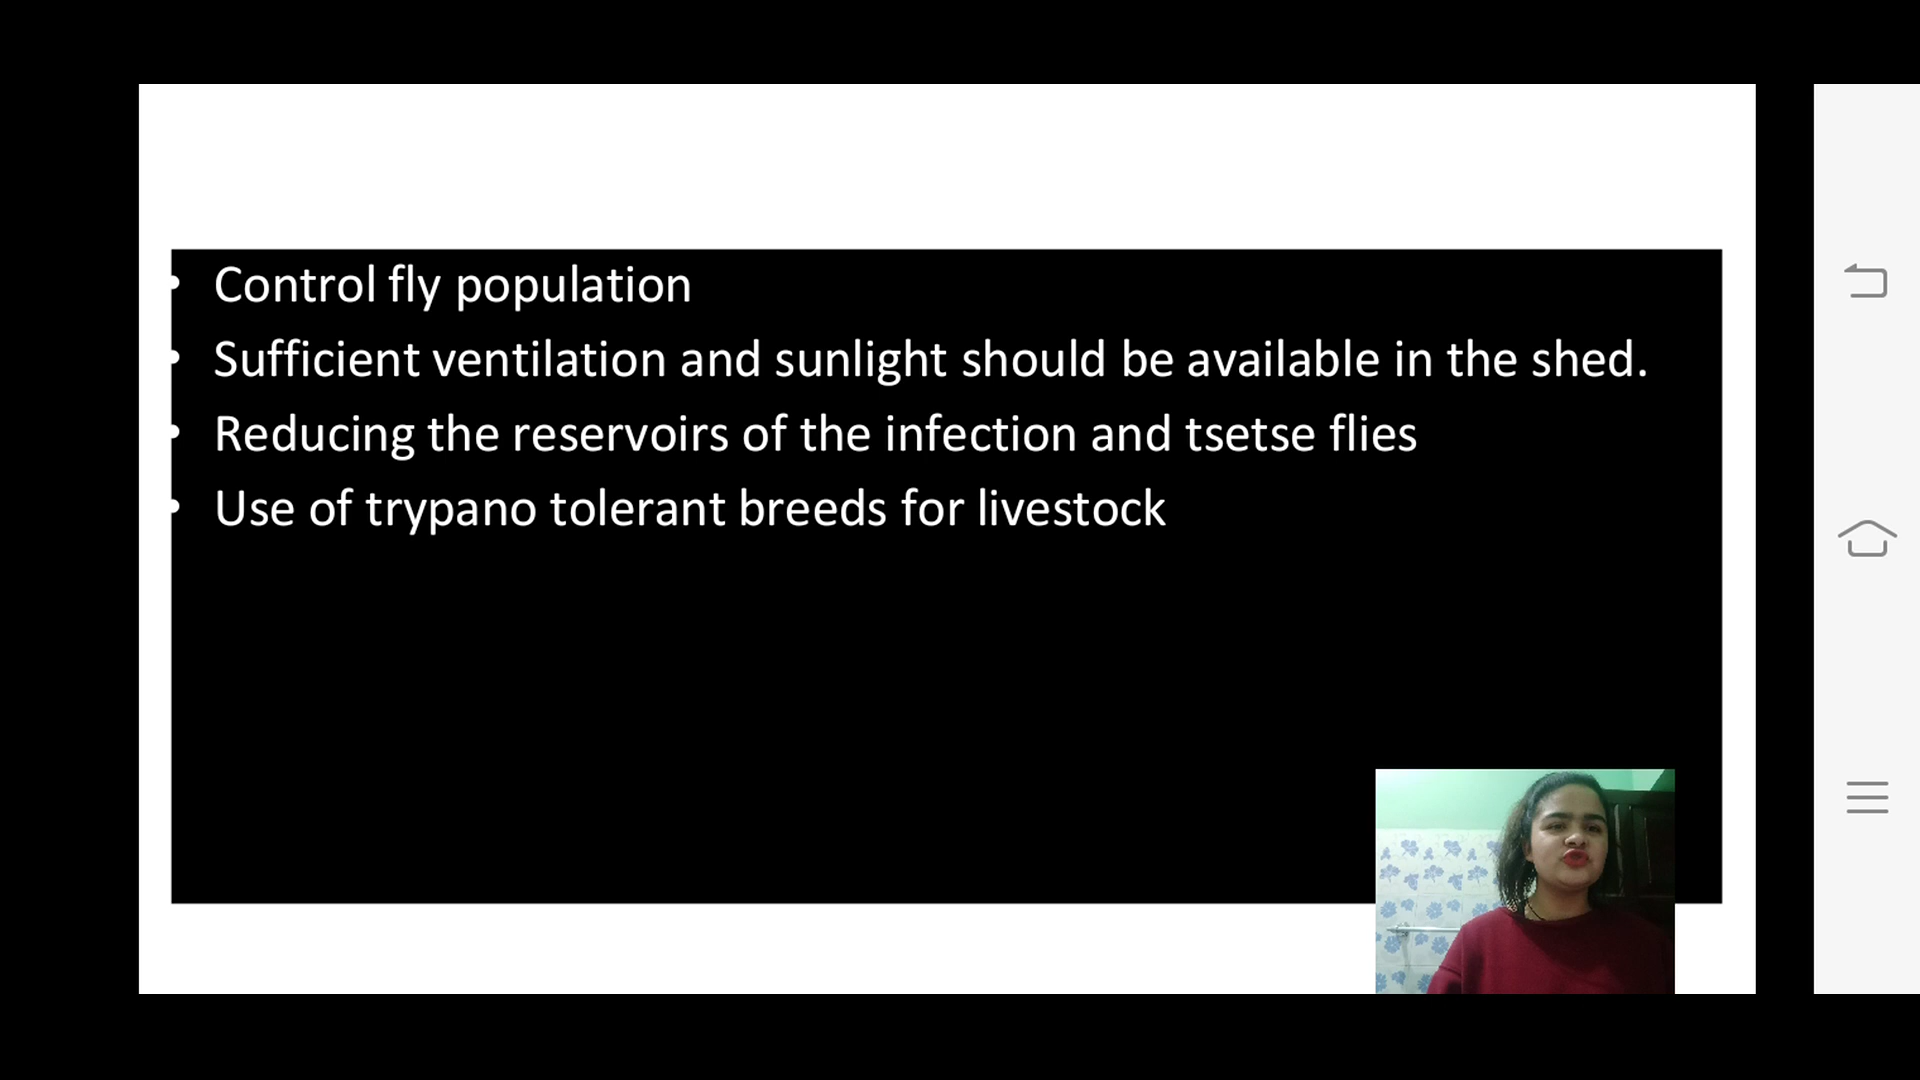 • Control fly population
• Sufficient ventilation and sunlight should be available in the shed.
• Reducing the reservoirs of the infection and tsetse flies
• Use of trypano tolerant breeds for livestock